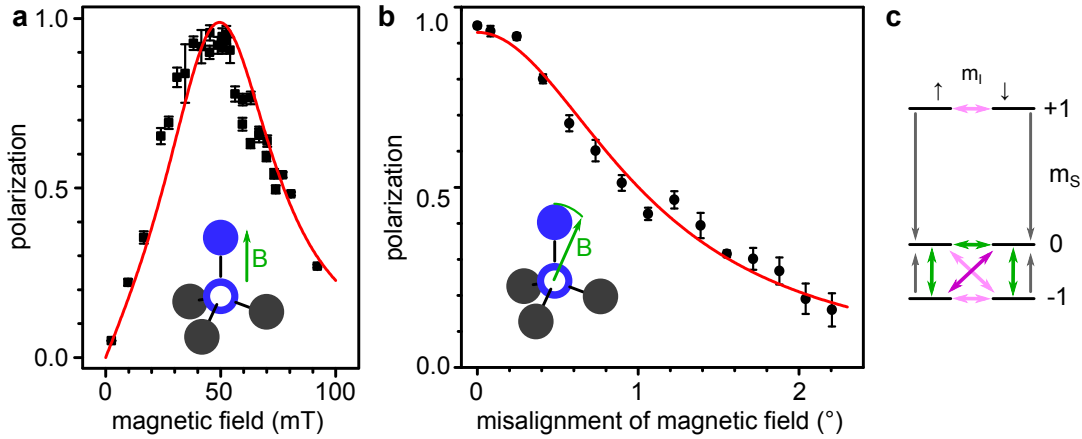 a
polarization
1.0
0.5
0.0
0
50
100
magnetic field (mT)
B
b
polarization
1.0
0.5
0.0
0
1
2
misalignment of magnetic field (°)
B
c
m_I
↑ ↓
+1
m_S
0
-1